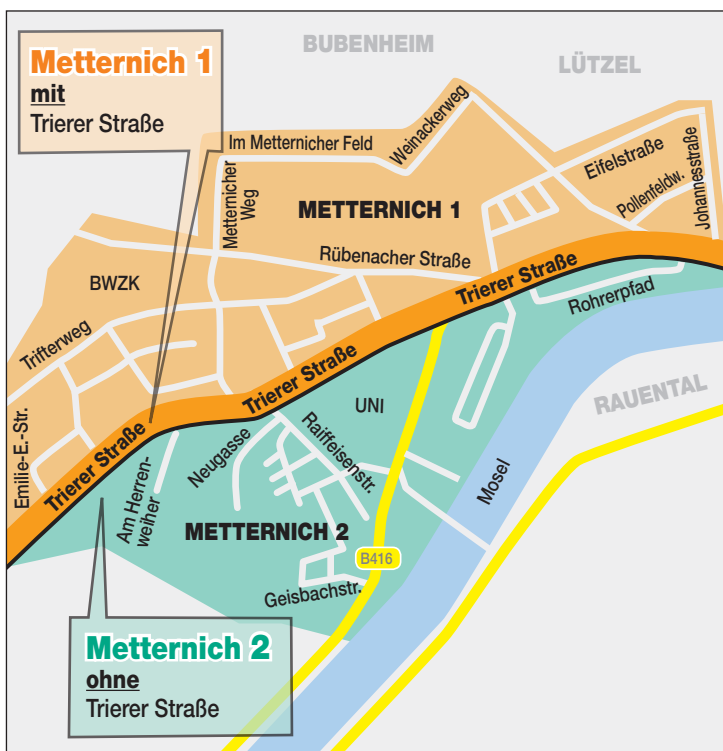 BUBENHEIM
LÜTZEL
Metternich 1
mit
Trierer Straße
Im Metternicher Feld
Weinackerweg
Eifelstraße
Pollenfeldw.
Johannesstraße
Metternicher
Weg
METTERNICH 1
Rübenacher Straße
BWZK
Trierer Straße
Rohrerpfad
Trifterweg
RAUENTAL
Trierer Straße
UNI
Emilie-E.-Str.
Trierer Straße
Am Herren-
weiher
Neugasse
Raiffeisenstr.
Mosel
METTERNICH 2
B416
Geisbachstr.
Metternich 2
ohne
Trierer Straße